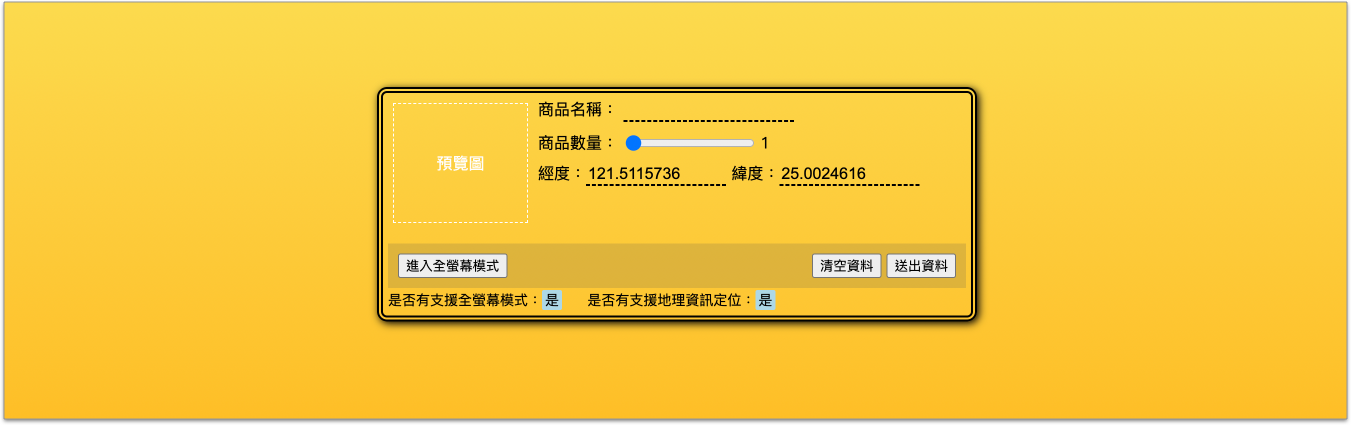 預覽圖
商品名稱：
商品數量： 1
經度：121.5115736 緯度：25.0024616
進入全螢幕模式 清空資料 送出資料
是否有支援全螢幕模式：是 是否有支援地理資訊定位：是